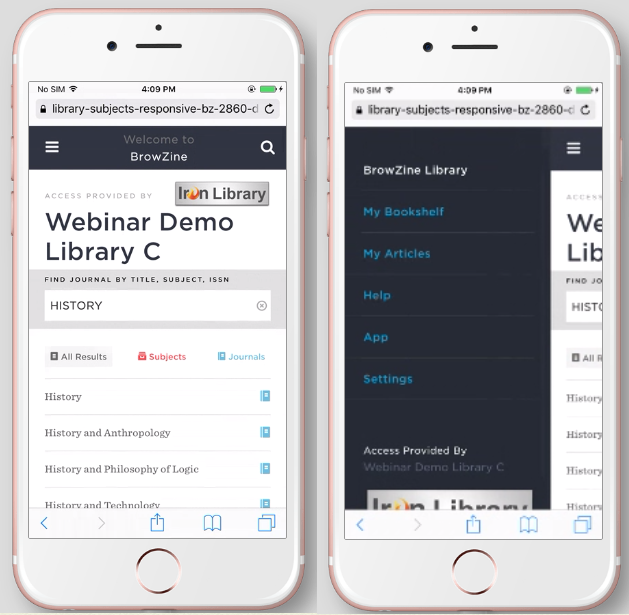 No SIM 4:09 PM
library-subjects-responsive-bz-2860-d
Welcome to
BrowZine
ACCESS PROVIDED BY
Iron Library
Webinar Demo
Library C
FIND JOURNAL BY TITLE, SUBJECT, ISSN
HISTORY
All Results Subjects Journals
History
History and Anthropology
History and Philosophy of Logic
History and Technology
No SIM 4:09 PM
library-subjects-responsive-bz-2860-d
BrowZine Library
My Bookshelf
My Articles
Help
App
Settings
Access Provided By
Webinar Demo Library C
Iron Library
ACCESS
We
Lib
FIND JO
HISTO
All R
History
History
History
History